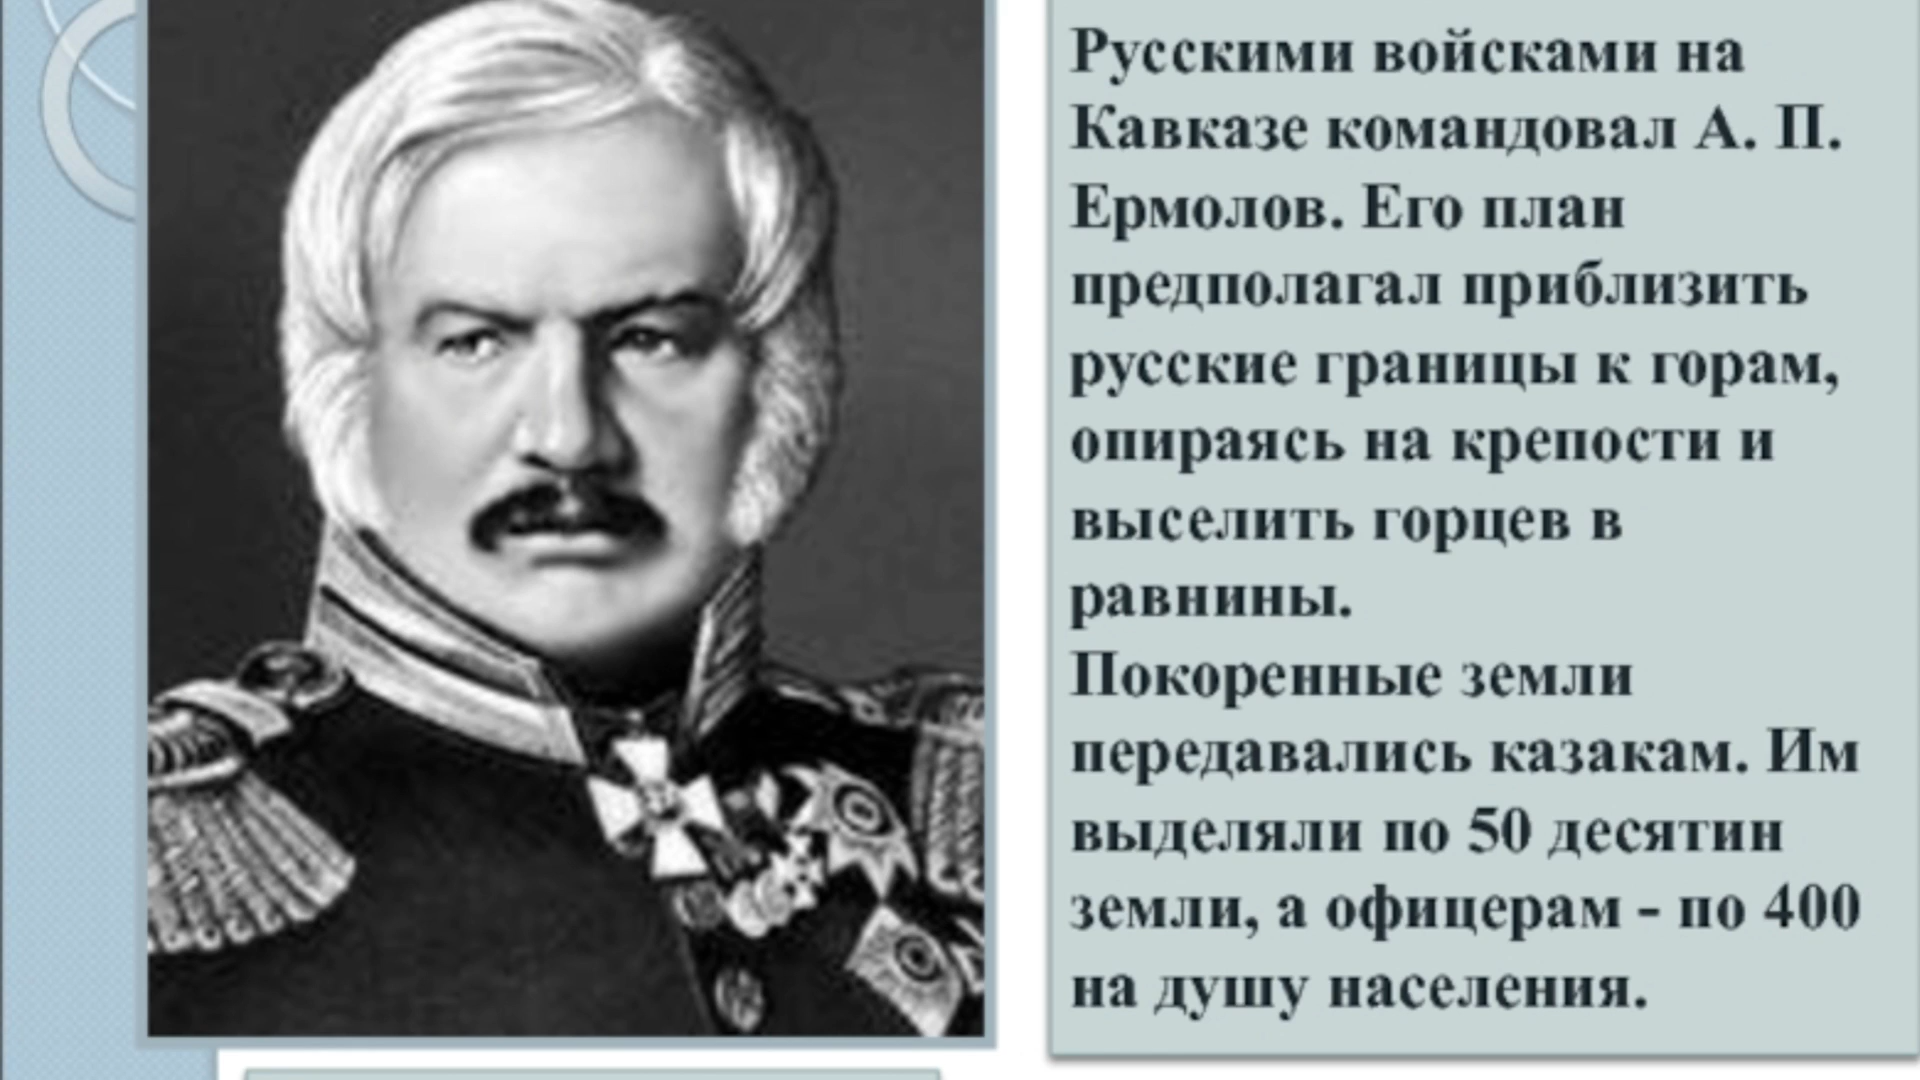 Русскими войсками на
Кавказе командовал А. П.
Ермолов. Его план
предполагал приблизить
русские границы к горам,
опираясь на крепости и
выселить горцев в
равнины.
Покоренные земли
передавались казакам. Им
выделяли по 50 десятин
земли, а офицерам - по 400
на душу населения.